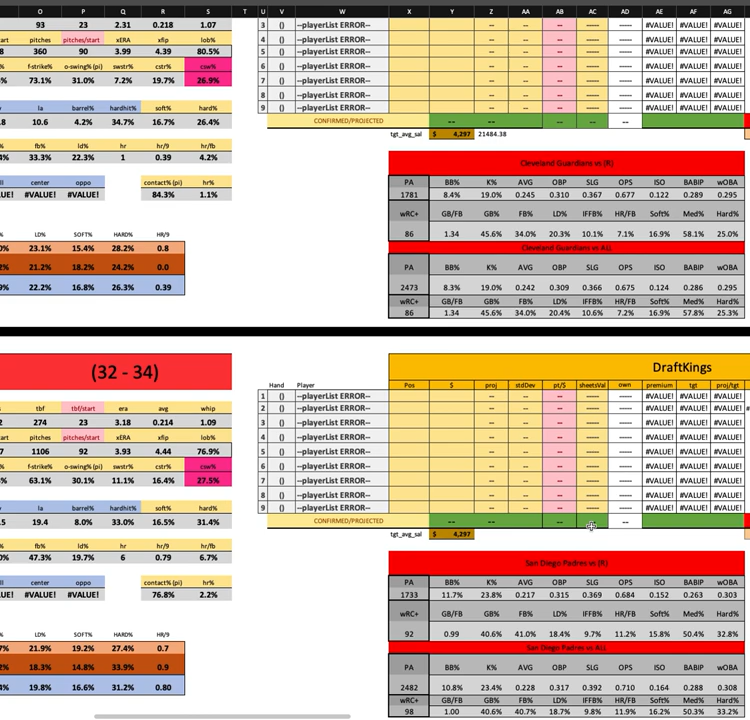 O P Q R S T U V W X Y Z AA AB AC AD AE AF AG
93 23 2.31 0.218 1.07 3 () --playerList ERROR-- ----- #VALUE! #VALUE! #VALUE!
pitches pitches/start xERA xfip lob% 4 () --playerList ERROR-- ----- #VALUE! #VALUE! #VALUE!
360 90 3.99 4.39 80.5% 5 () --playerList ERROR-- ----- #VALUE! #VALUE! #VALUE!
f-strike% o-swing% (pi) swstr% cstr% csw% 6 () --playerList ERROR-- ----- #VALUE! #VALUE! #VALUE!
73.1% 31.0% 7.2% 19.7% 26.9% 7 () --playerList ERROR-- ----- #VALUE! #VALUE! #VALUE!
8 () --playerList ERROR-- ----- #VALUE! #VALUE! #VALUE!
la barrel% hardhit% soft% hard% 9 () --playerList ERROR-- ----- #VALUE! #VALUE! #VALUE!
.8 10.6 4.2% 34.7% 16.7% 26.4% CONFIRMED/PROJECTED -- -- -- -- --
tgt_avg_sal $ 4,297 21484.38
fb% ld% hr hr/9 hr/fb
4% 33.3% 22.3% 1 0.39 4.2% Cleveland Guardians vs (R)
center oppo contact% (pi) hr% PA BB% K% AVG OBP SLG OPS ISO BABIP wOBA
#VALUE! #VALUE! 84.3% 1.1% 1781 8.4% 19.0% 0.245 0.310 0.367 0.677 0.122 0.289 0.295
wRC+ GB/FB GB% FB% LD% IFFB% HR/FB Soft% Med% Hard%
LD% SOFT% HARD% HR/9 86 1.34 45.6% 34.0% 20.3% 10.1% 7.1% 16.9% 58.1% 25.0%
0% 23.1% 15.4% 28.2% 0.8 Cleveland Guardians vs ALL
2% 21.2% 18.2% 24.2% 0.0 PA BB% K% AVG OBP SLG OPS ISO BABIP wOBA
9% 22.2% 16.8% 26.3% 0.39 2473 8.3% 19.0% 0.242 0.309 0.366 0.675 0.124 0.286 0.295
wRC+ GB/FB GB% FB% LD% IFFB% HR/FB Soft% Med% Hard%
86 1.34 45.6% 34.0% 20.4% 10.6% 7.2% 16.9% 57.8% 25.3%
(32 - 34) DraftKings
Hand Player Pos $ proj stdDev pt/$ sheetsVal own premium tgt proj/tgt
tbf tbf/start era avg whip 1 () --playerList ERROR-- -- ----- ----- #VALUE! #VALUE! #VALUE!
2 274 23 3.18 0.214 1.09 2 () --playerList ERROR-- -- ----- ----- #VALUE! #VALUE! #VALUE!
pitches pitches/start xERA xfip lob% 3 () --playerList ERROR-- -- ----- ----- #VALUE! #VALUE! #VALUE!
7 1106 92 3.93 4.44 76.9% 4 () --playerList ERROR-- -- ----- ----- #VALUE! #VALUE! #VALUE!
f-strike% o-swing% (pi) swstr% cstr% csw% 5 () --playerList ERROR-- -- ----- ----- #VALUE! #VALUE! #VALUE!
63.1% 30.1% 11.1% 16.4% 27.5% 6 () --playerList ERROR-- -- ----- ----- #VALUE! #VALUE! #VALUE!
7 () --playerList ERROR-- -- ----- ----- #VALUE! #VALUE! #VALUE!
la barrel% hardhit% soft% hard% 8 () --playerList ERROR-- -- ----- ----- #VALUE! #VALUE! #VALUE!
.5 19.4 8.0% 33.0% 16.5% 31.4% 9 () --playerList ERROR-- -- ----- ----- #VALUE! #VALUE! #VALUE!
CONFIRMED/PROJECTED -- -- -- -- --
fb% ld% hr hr/9 hr/fb tgt_avg_sal $ 4,297
0% 47.3% 19.7% 6 0.79 6.7% San Diego Padres vs (R)
center oppo contact% (pi) hr% PA BB% K% AVG OBP SLG OPS ISO BABIP wOBA
#VALUE! #VALUE! 76.8% 2.2% 1733 11.7% 23.8% 0.217 0.315 0.369 0.684 0.152 0.263 0.303
wRC+ GB/FB GB% FB% LD% IFFB% HR/FB Soft% Med% Hard%
LD% SOFT% HARD% HR/9 92 0.99 40.6% 41.0% 18.4% 9.7% 11.2% 15.8% 50.4% 32.8%
7% 21.9% 19.2% 27.4% 0.7 San Diego Padres vs ALL
2% 18.3% 14.8% 33.9% 0.9 PA BB% K% AVG OBP SLG OPS ISO BABIP wOBA
4% 19.8% 16.6% 31.2% 0.80 2482 10.8% 23.4% 0.228 0.317 0.392 0.710 0.164 0.288 0.308
wRC+ GB/FB GB% FB% LD% IFFB% HR/FB Soft% Med% Hard%
98 1.00 40.6% 40.7% 18.7% 9.8% 11.9% 16.2% 50.3% 33.2%